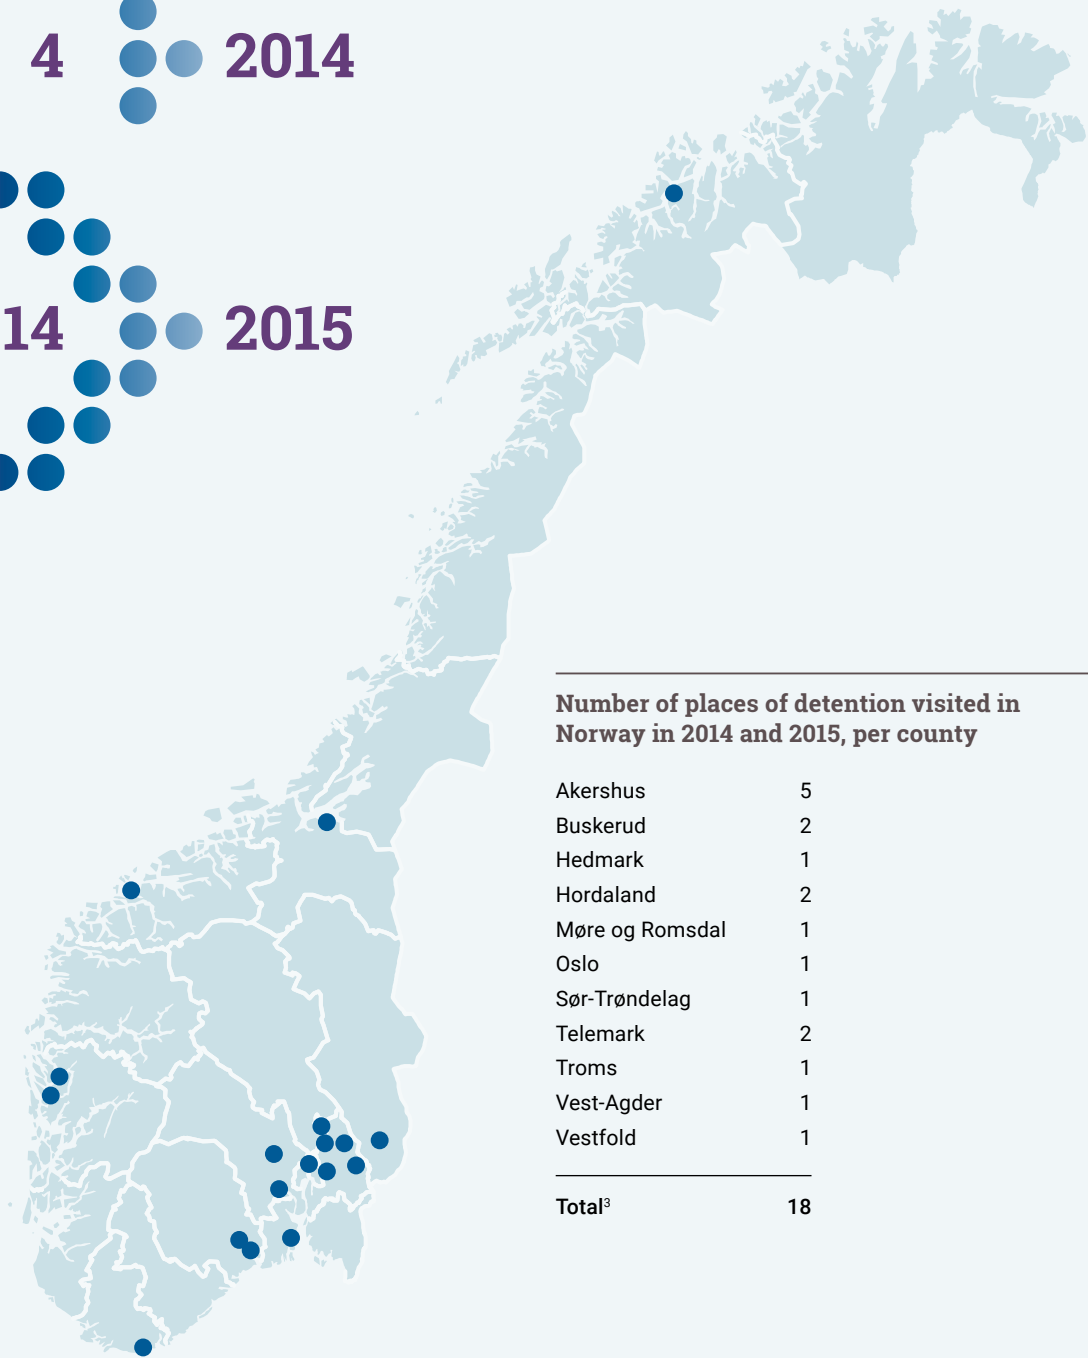 4 2014
14 2015
Number of places of detention visited in
Norway in 2014 and 2015, per county
Akershus 5
Buskerud 2
Hedmark 1
Hordaland 2
Møre og Romsdal 1
Oslo 1
Sør-Trøndelag 1
Telemark 2
Troms 1
Vest-Agder 1
Vestfold 1
Total³ 18